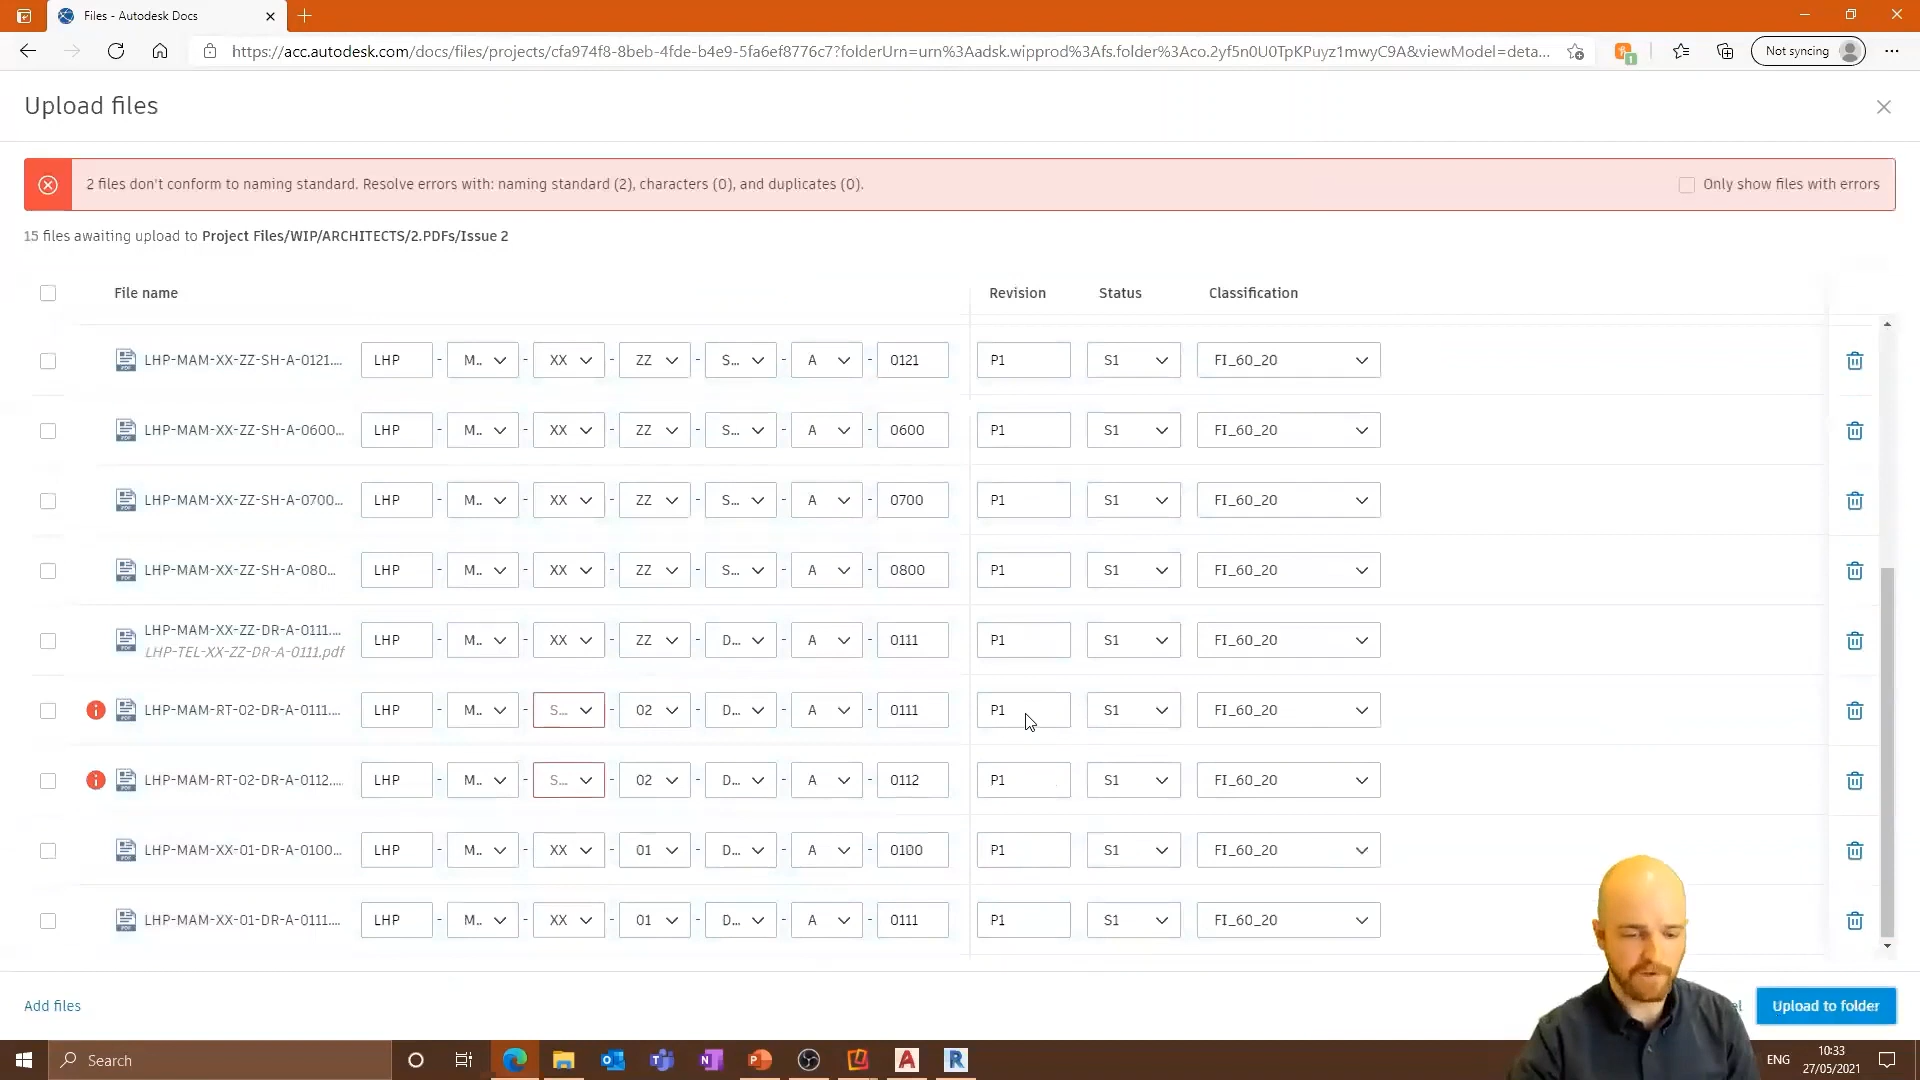 Files - Autodesk Docs
https://acc.autodesk.com/docs/files/projects/cfa974f8-8beb-4fde-b4e9-5fa6ef8776c7?folderUrn=urn%3Aadsk.wipprod%3Afs.folder%3Aco.2yf5n0U0TpKPuyz1mwyC9A&viewModel=deta...
1
Not syncing
Upload files
2 files don't conform to naming standard. Resolve errors with: naming standard (2), characters (0), and duplicates (0).
Only show files with errors
15 files awaiting upload to Project Files/WIP/ARCHITECTS/2.PDFs/Issue 2
File name Revision Status Classification
LHP-MAM-XX-ZZ-SH-A-0121.... LHP - M.. - XX - ZZ - S... - A - 0121 P1 S1 FI_60_20
LHP-MAM-XX-ZZ-SH-A-0600... LHP - M.. - XX - ZZ - S... - A - 0600 P1 S1 FI_60_20
LHP-MAM-XX-ZZ-SH-A-0700... LHP - M.. - XX - ZZ - S... - A - 0700 P1 S1 FI_60_20
LHP-MAM-XX-ZZ-SH-A-080... LHP - M.. - XX - ZZ - S... - A - 0800 P1 S1 FI_60_20
LHP-MAM-XX-ZZ-DR-A-0111.... LHP - M.. - XX - ZZ - D... - A - 0111 P1 S1 FI_60_20
LHP-TEL-XX-ZZ-DR-A-0111.pdf
LHP-MAM-RT-02-DR-A-0111.... LHP - M.. - S... - 02 - D... - A - 0111 P1 S1 FI_60_20
LHP-MAM-RT-02-DR-A-0112.... LHP - M.. - S... - 02 - D... - A - 0112 P1 S1 FI_60_20
LHP-MAM-XX-01-DR-A-0100... LHP - M.. - XX - 01 - D... - A - 0100 P1 S1 FI_60_20
LHP-MAM-XX-01-DR-A-0111.... LHP - M.. - XX - 01 - D... - A - 0111 P1 S1 FI_60_20
Add files
Upload to folder
Search
ENG
10:33
27/05/2021